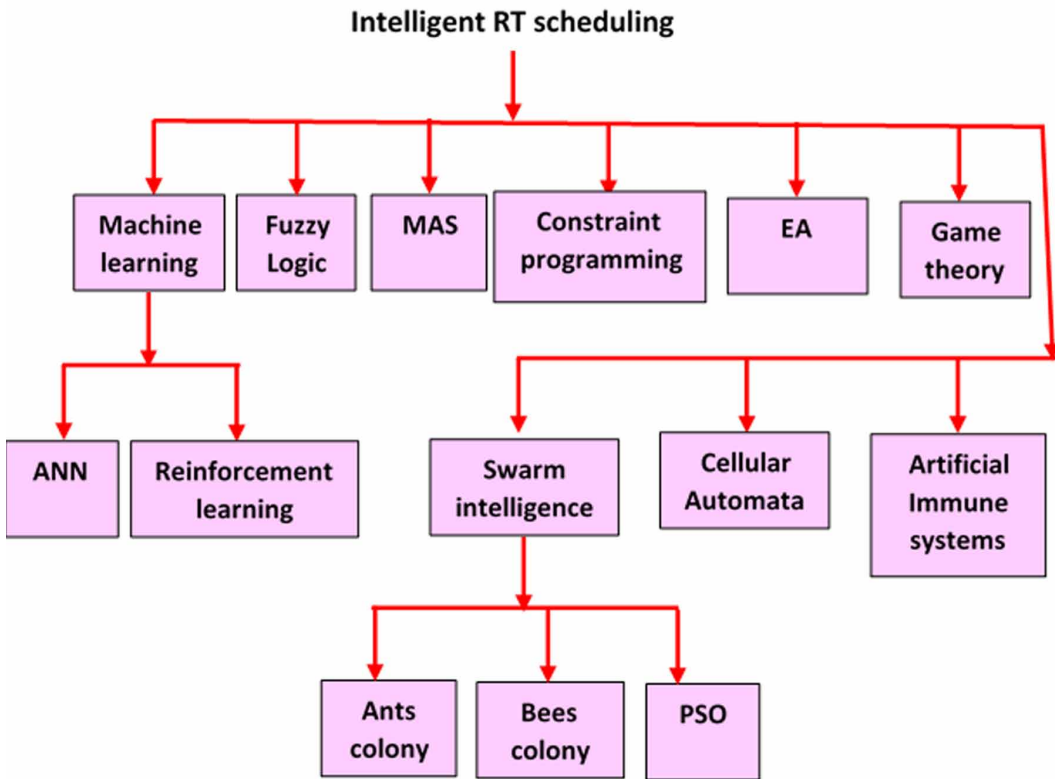 Intelligent RT scheduling
Machine
learning
Fuzzy
Logic
MAS
Constraint
programming
EA
Game
theory
ANN
Reinforcement
learning
Swarm
intelligence
Cellular
Automata
Artificial
Immune
systems
Ants
colony
Bees
colony
PSO